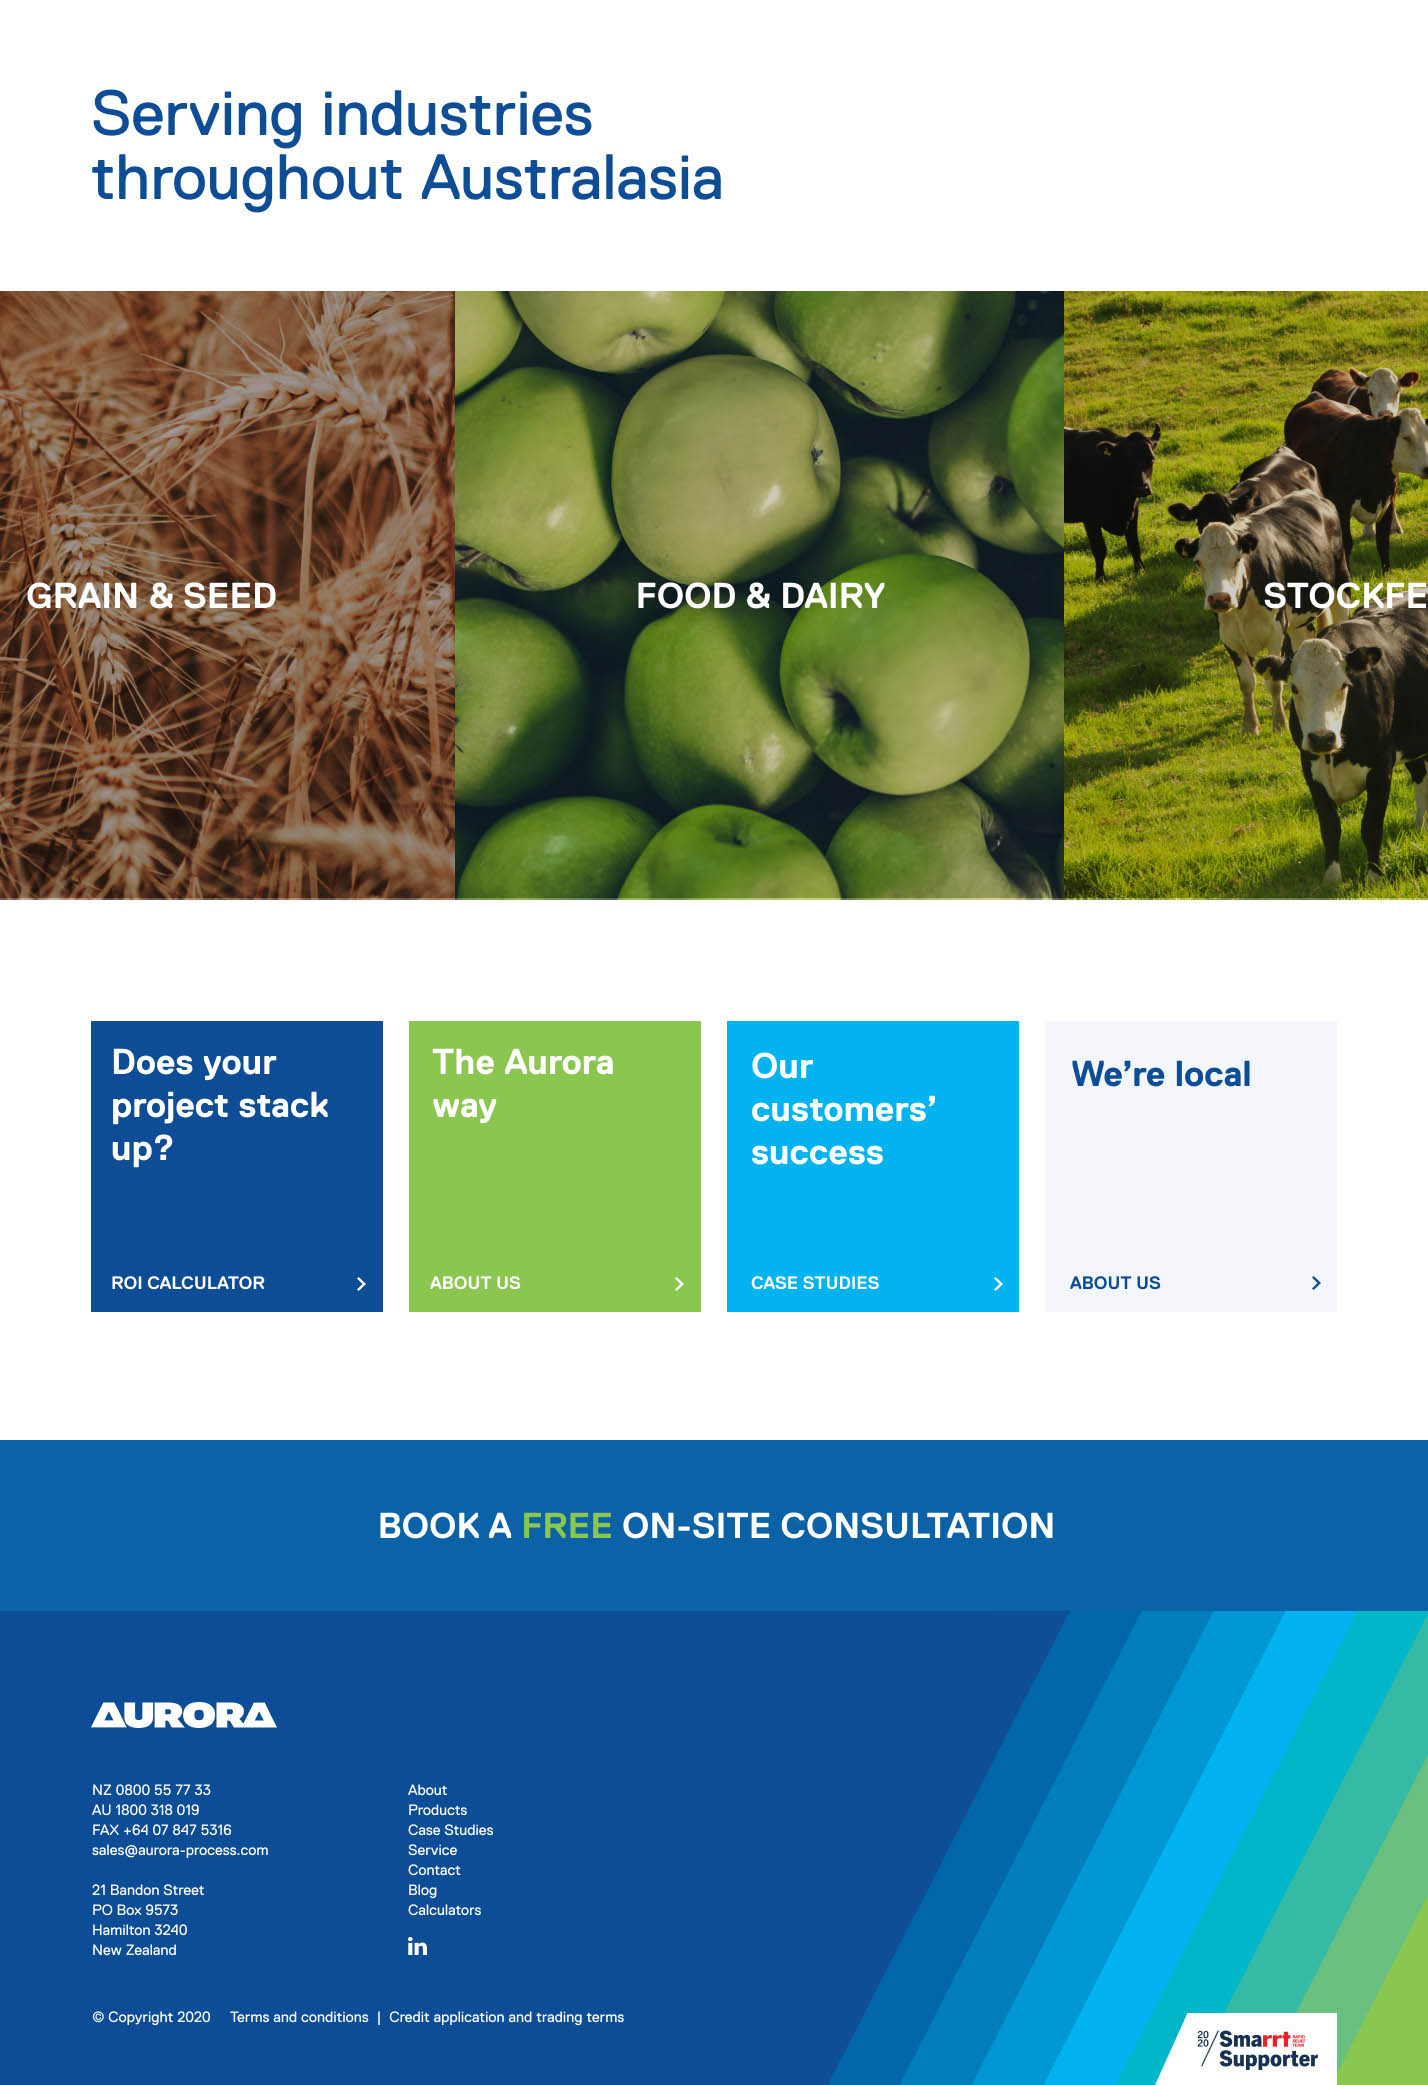 Serving industries
throughout Australasia
GRAIN & SEED
FOOD & DAIRY
STOCKFE
Does your
project stack
up?
ROI CALCULATOR
The Aurora
way
ABOUT US
Our
customers’
success
CASE STUDIES
We’re local
ABOUT US
BOOK A FREE ON-SITE CONSULTATION
AURORA
NZ 0800 55 77 33
AU 1800 318 019
FAX +64 07 847 5316
sales@aurora-process.com
21 Bandon Street
PO Box 9573
Hamilton 3240
New Zealand
About
Products
Case Studies
Service
Contact
Blog
Calculators
in
© Copyright 2020 Terms and conditions | Credit application and trading terms
20
20
Smarrt
RAPID
RELIEF
TEAM
Supporter